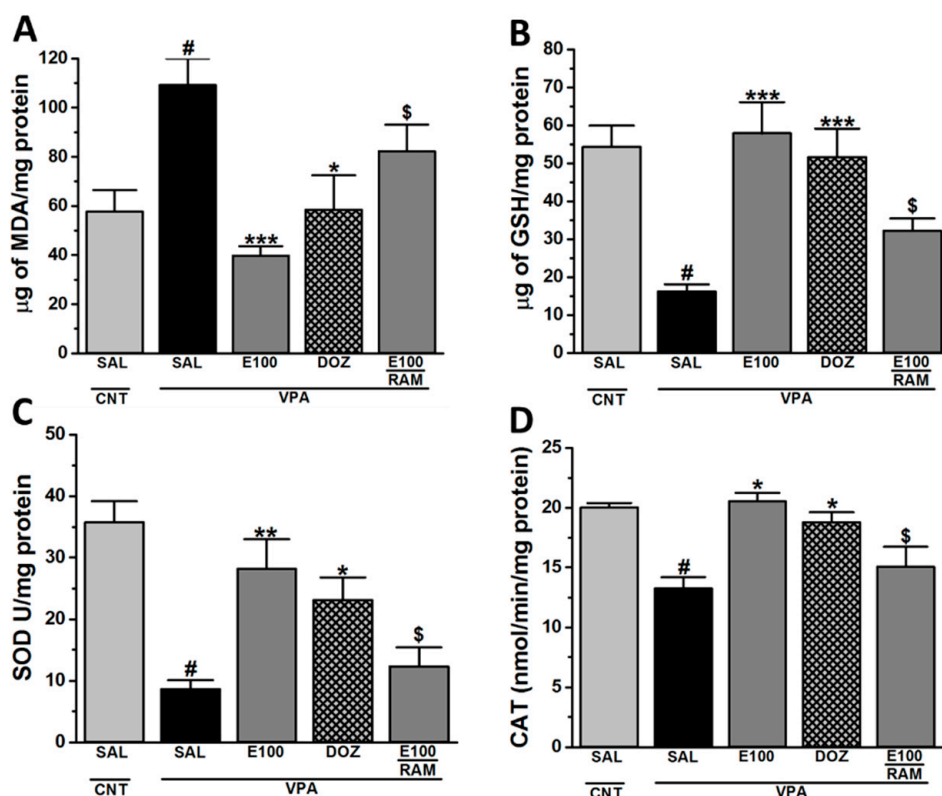 A
μg of MDA/mg protein
120
100
80
60
40
20
0
#
***
*
$
SAL SAL E100 DOZ E100
RAM
CNT VPA
B
μg of GSH/mg protein
80
70
60
50
40
30
20
10
0
#
***
***
$
SAL SAL E100 DOZ E100
RAM
CNT VPA
C
SOD U/mg protein
50
40
30
20
10
0
#
**
*
$
SAL SAL E100 DOZ E100
RAM
CNT VPA
D
CAT (nmol/min/mg protein)
25
20
15
10
5
0
#
*
*
$
SAL SAL E100 DOZ E100
RAM
CNT VPA